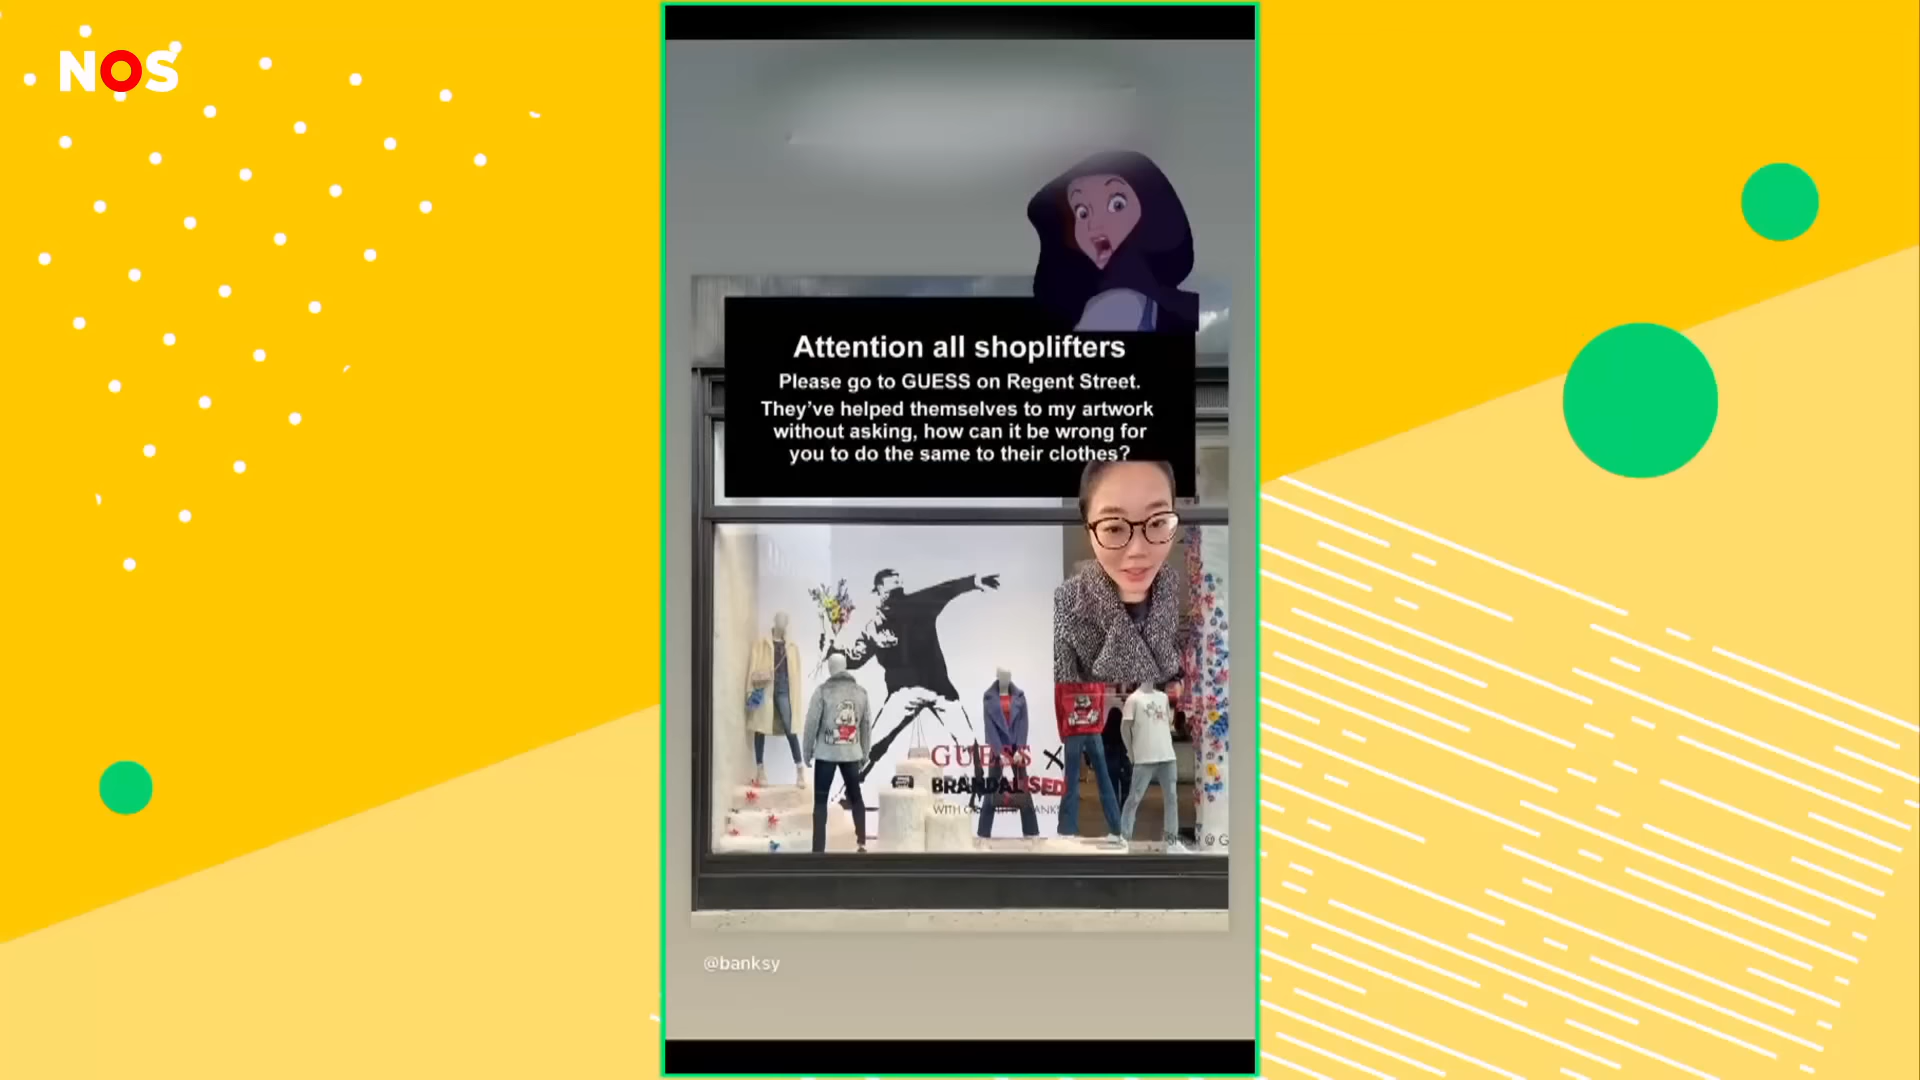 NOS
Attention all shoplifters
Please go to GUESS on Regent Street.
They’ve helped themselves to my artwork
without asking, how can it be wrong for
you to do the same to their clothes?
GUESS X
BRANDALISED
WITH
@banksy